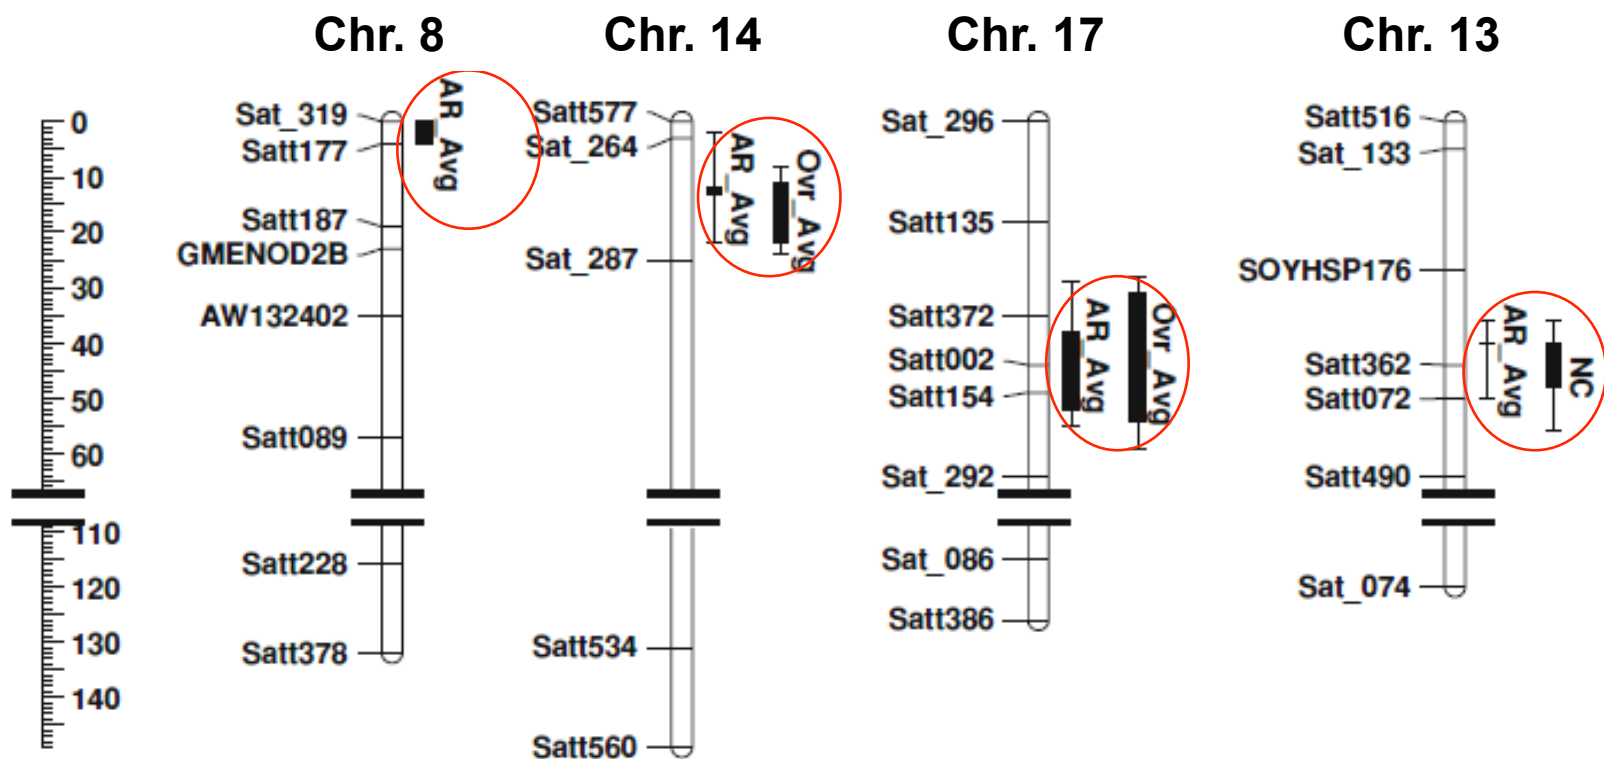 Chr. 8
Chr. 14
Chr. 17
Chr. 13
0
10
20
30
40
50
60
110
120
130
140
Sat_319
Satt177
Satt187
GMENOD2B
AW132402
Satt089
Satt228
Satt378
AR_Avg
Satt577
Sat_264
Sat_287
Satt534
Satt560
AR_Avg
Ovr_Avg
Sat_296
Satt135
Satt372
Satt002
Satt154
Sat_292
Sat_086
Satt386
AR_Avg
Ovr_Avg
Satt516
Sat_133
SOYHSP176
Satt362
Satt072
Satt490
Sat_074
AR_Avg
NC